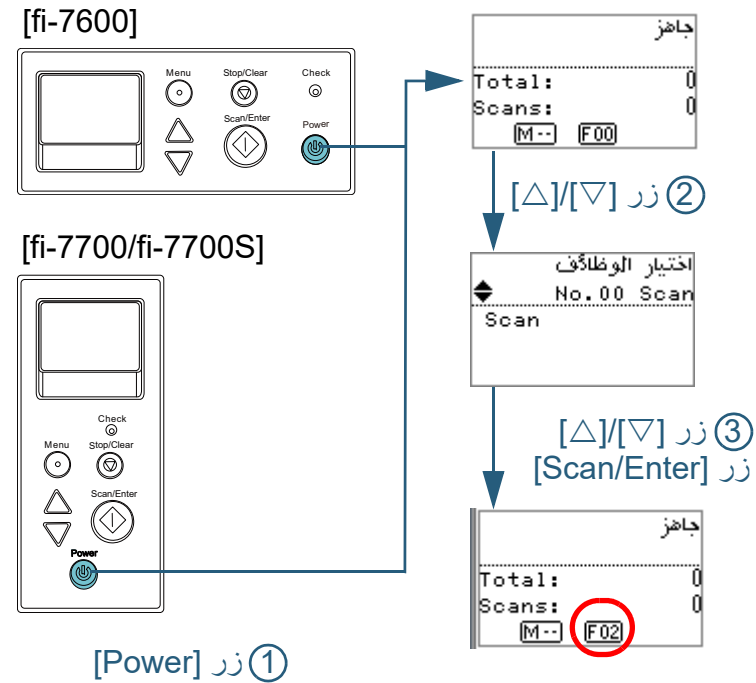 [fi-7600]
Menu
Stop/Clear
Check
Scan/Enter
Power
[fi-7700/fi-7700S]
Check
Menu
Stop/Clear
Scan/Enter
Power
① زر [Power]
جاهز
Total: 0
Scans: 0
M-- F00
② زر [▽]/[△]
اختيار الوظائف
No.00 Scan
Scan
③ زر [▽]/[△]
زر [Scan/Enter]
جاهز
Total: 0
Scans: 0
M-- F02